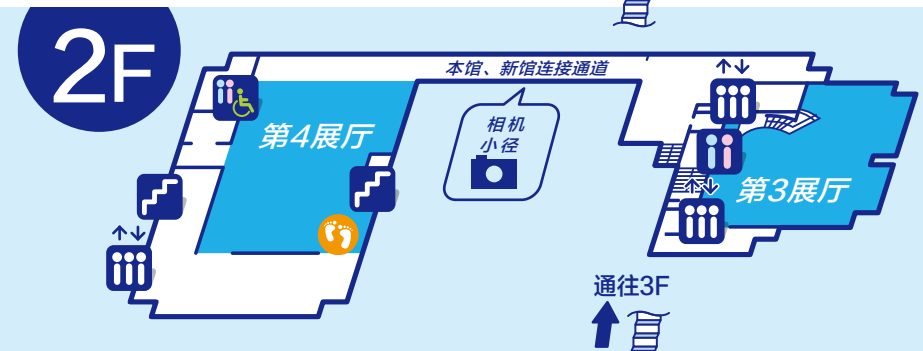 2F
本馆、新馆连接通道
相机
小径
第4展厅
第3展厅
通往3F